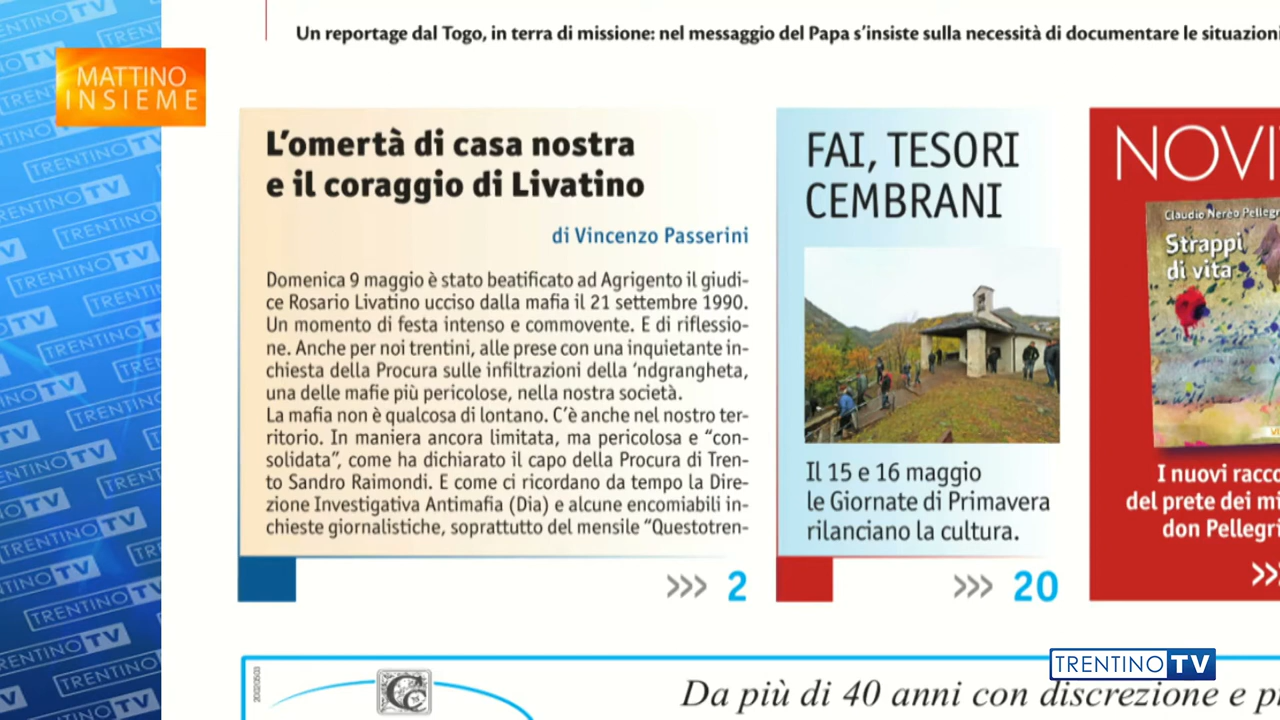 Un reportage dal Togo, in terra di missione: nel messaggio del Papa s'insiste sulla necessità di documentare le situazioni
MATTINO
INSIEME
L'omertà di casa nostra
e il coraggio di Livatino
di Vincenzo Passerini
Domenica 9 maggio è stato beatificato ad Agrigento il giudi-
ce Rosario Livatino ucciso dalla mafia il 21 settembre 1990.
Un momento di festa intenso e commovente. E di riflessio-
ne. Anche per noi trentini, alle prese con una inquietante in-
chiesta della Procura sulle infiltrazioni della 'ndgrangheta,
una delle mafie più pericolose, nella nostra società.
La mafia non è qualcosa di lontano. C'è anche nel nostro ter-
ritorio. In maniera ancora limitata, ma pericolosa e "con-
solidata", come ha dichiarato il capo della Procura di Tren-
to Sandro Raimondi. E come ci ricordano da tempo la Dire-
zione Investigativa Antimafia (Dia) e alcune encomiabili in-
chieste giornalistiche, soprattutto del mensile "Questotren-
>>> 2
FAI, TESORI
CEMBRANI
Il 15 e 16 maggio
le Giornate di Primavera
rilanciano la cultura.
>>> 20
NOVI
Claudio Nereo Pellegr
Strappi
di vita
I nuovi racco
del prete dei mi
don Pellegri
>>>
Da più di 40 anni con discrezione e p
TRENTINO TV